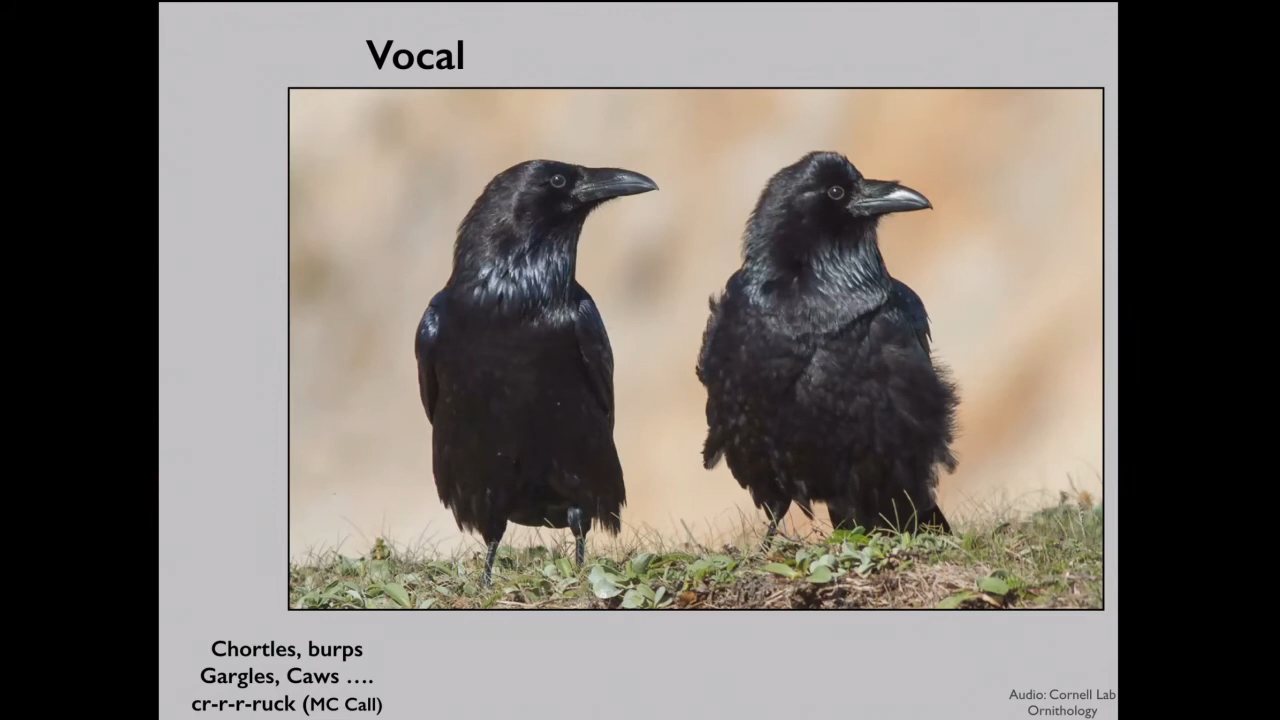 Vocal
Chortles, burps
Gargles, Caws ….
cr-r-r-ruck (MC Call)
Audio: Cornell Lab
Ornithology